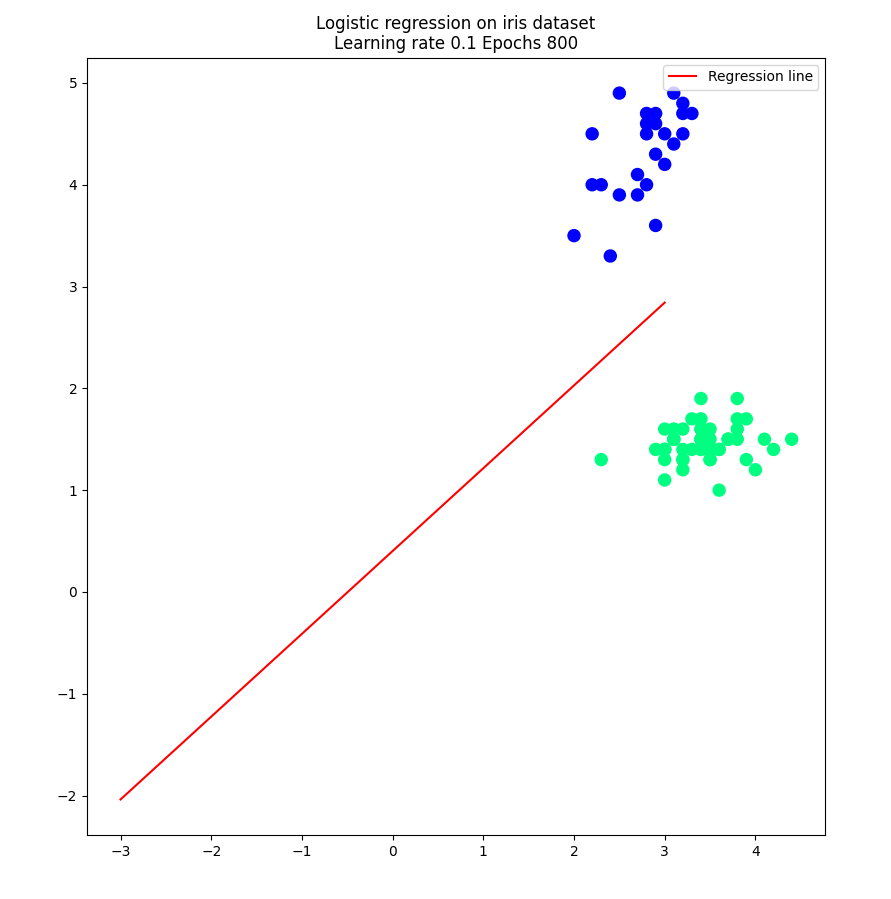 Logistic regression on iris dataset
Learning rate 0.1 Epochs 800
Regression line
5
4
3
2
1
0
−1
−2
−3 −2 −1 0 1 2 3 4